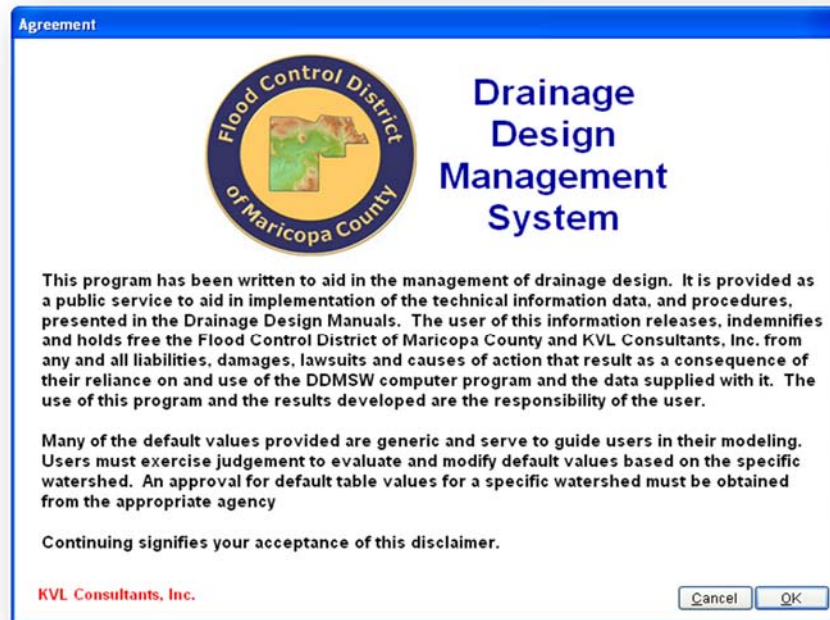 Agreement
Flood Control District
of Maricopa County
Drainage
Design
Management
System
This program has been written to aid in the management of drainage design.  It is provided as
a public service to aid in implementation of the technical information data, and procedures,
presented in the Drainage Design Manuals.  The user of this information releases, indemnifies
and holds free the Flood Control District of Maricopa County and KVL Consultants, Inc. from
any and all liabilities, damages, lawsuits and causes of action that result as a consequence of
their reliance on and use of the DDMSW computer program and the data supplied with it.  The
use of this program and the results developed are the responsibility of the user.
Many of the default values provided are generic and serve to guide users in their modeling.
Users must exercise judgement to evaluate and modify default values based on the specific
watershed.  An approval for default table values for a specific watershed must be obtained
from the appropriate agency
Continuing signifies your acceptance of this disclaimer.
KVL Consultants, Inc.
Cancel
OK